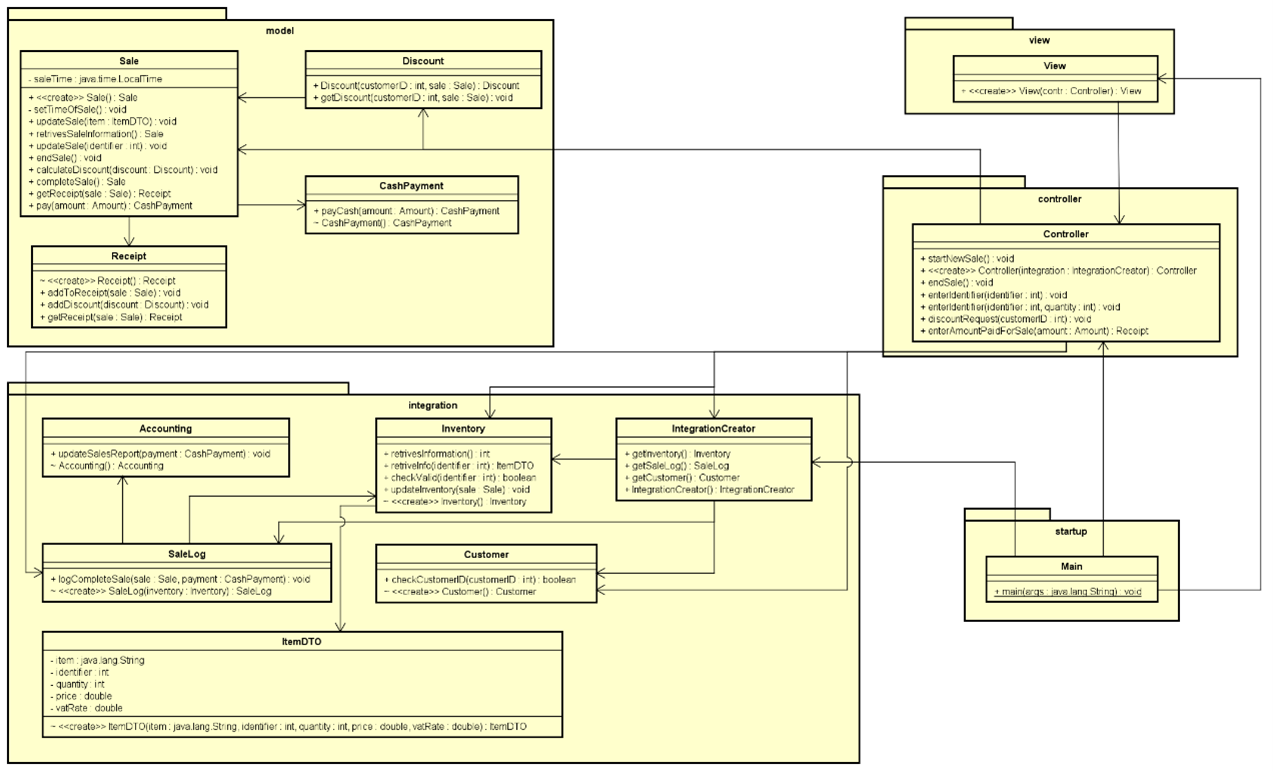 model
Sale
- saleTime : java.time.LocalTime
+ <<create>> Sale() : Sale
- setTimeOfSale() : void
+ updateSale(item : ItemDTO) : void
+ retrivesSaleInformation() : Sale
+ updateSale(identifier : int) : void
+ endSale() : void
+ calculateDiscount(discount : Discount) : void
+ completeSale() : Sale
+ getReceipt(sale : Sale) : Receipt
+ pay(amount : Amount) : CashPayment
Discount
+ Discount(customerID : int, sale : Sale) : Discount
+ getDiscount(customerID : int, sale : Sale) : void
CashPayment
+ payCash(amount : Amount) : CashPayment
~ CashPayment() : CashPayment
Receipt
~ <<create>> Receipt() : Receipt
+ addToReceipt(sale : Sale) : void
+ addDiscount(discount : Discount) : void
+ getReceipt(sale : Sale) : Receipt
view
View
+ <<create>> View(contr : Controller) : View
controller
Controller
+ startNewSale() : void
+ <<create>> Controller(integration : IntegrationCreator) : Controller
+ endSale() : void
+ enterIdentifier(identifier : int) : void
+ enterIdentifier(identifier : int, quantity : int) : void
+ discountRequest(customerID : int) : void
+ enterAmountPaidForSale(amount : Amount) : Receipt
integration
Accounting
+ updateSalesReport(payment : CashPayment) : void
~ Accounting() : Accounting
Inventory
+ retrivesInformation() : int
+ retriveInfo(identifier : int) : ItemDTO
+ checkValid(identifier : int) : boolean
+ updateInventory(sale : Sale) : void
~ <<create>> Inventory() : Inventory
IntegrationCreator
+ getInventory() : Inventory
+ getSaleLog() : SaleLog
+ getCustomer() : Customer
+ IntegrationCreator() : IntegrationCreator
SaleLog
+ logCompleteSale(sale : Sale, payment : CashPayment) : void
~ <<create>> SaleLog(inventory : Inventory) : SaleLog
Customer
+ checkCustomerID(customerID : int) : boolean
~ <<create>> Customer() : Customer
ItemDTO
- item : java.lang.String
- identifier : int
- quantity : int
- price : double
- vatRate : double
~ <<create>> ItemDTO(item : java.lang.String, identifier : int, quantity : int, price : double, vatRate : double) : ItemDTO
startup
Main
+ main(args : java.lang.String) : void